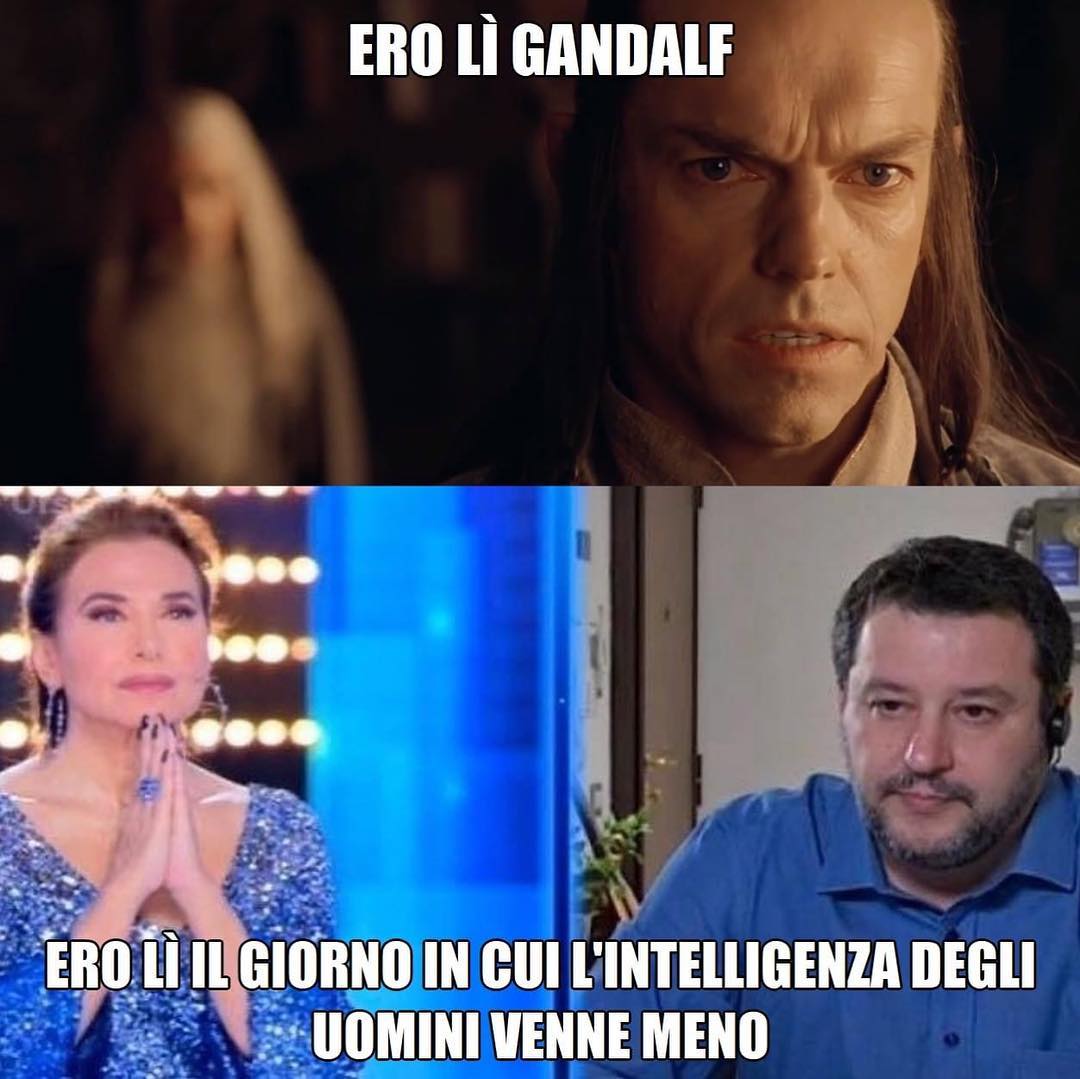 ERO LÌ GANDALF
ERO LÌ IL GIORNO IN CUI L'INTELLIGENZA DEGLI
UOMINI VENNE MENO